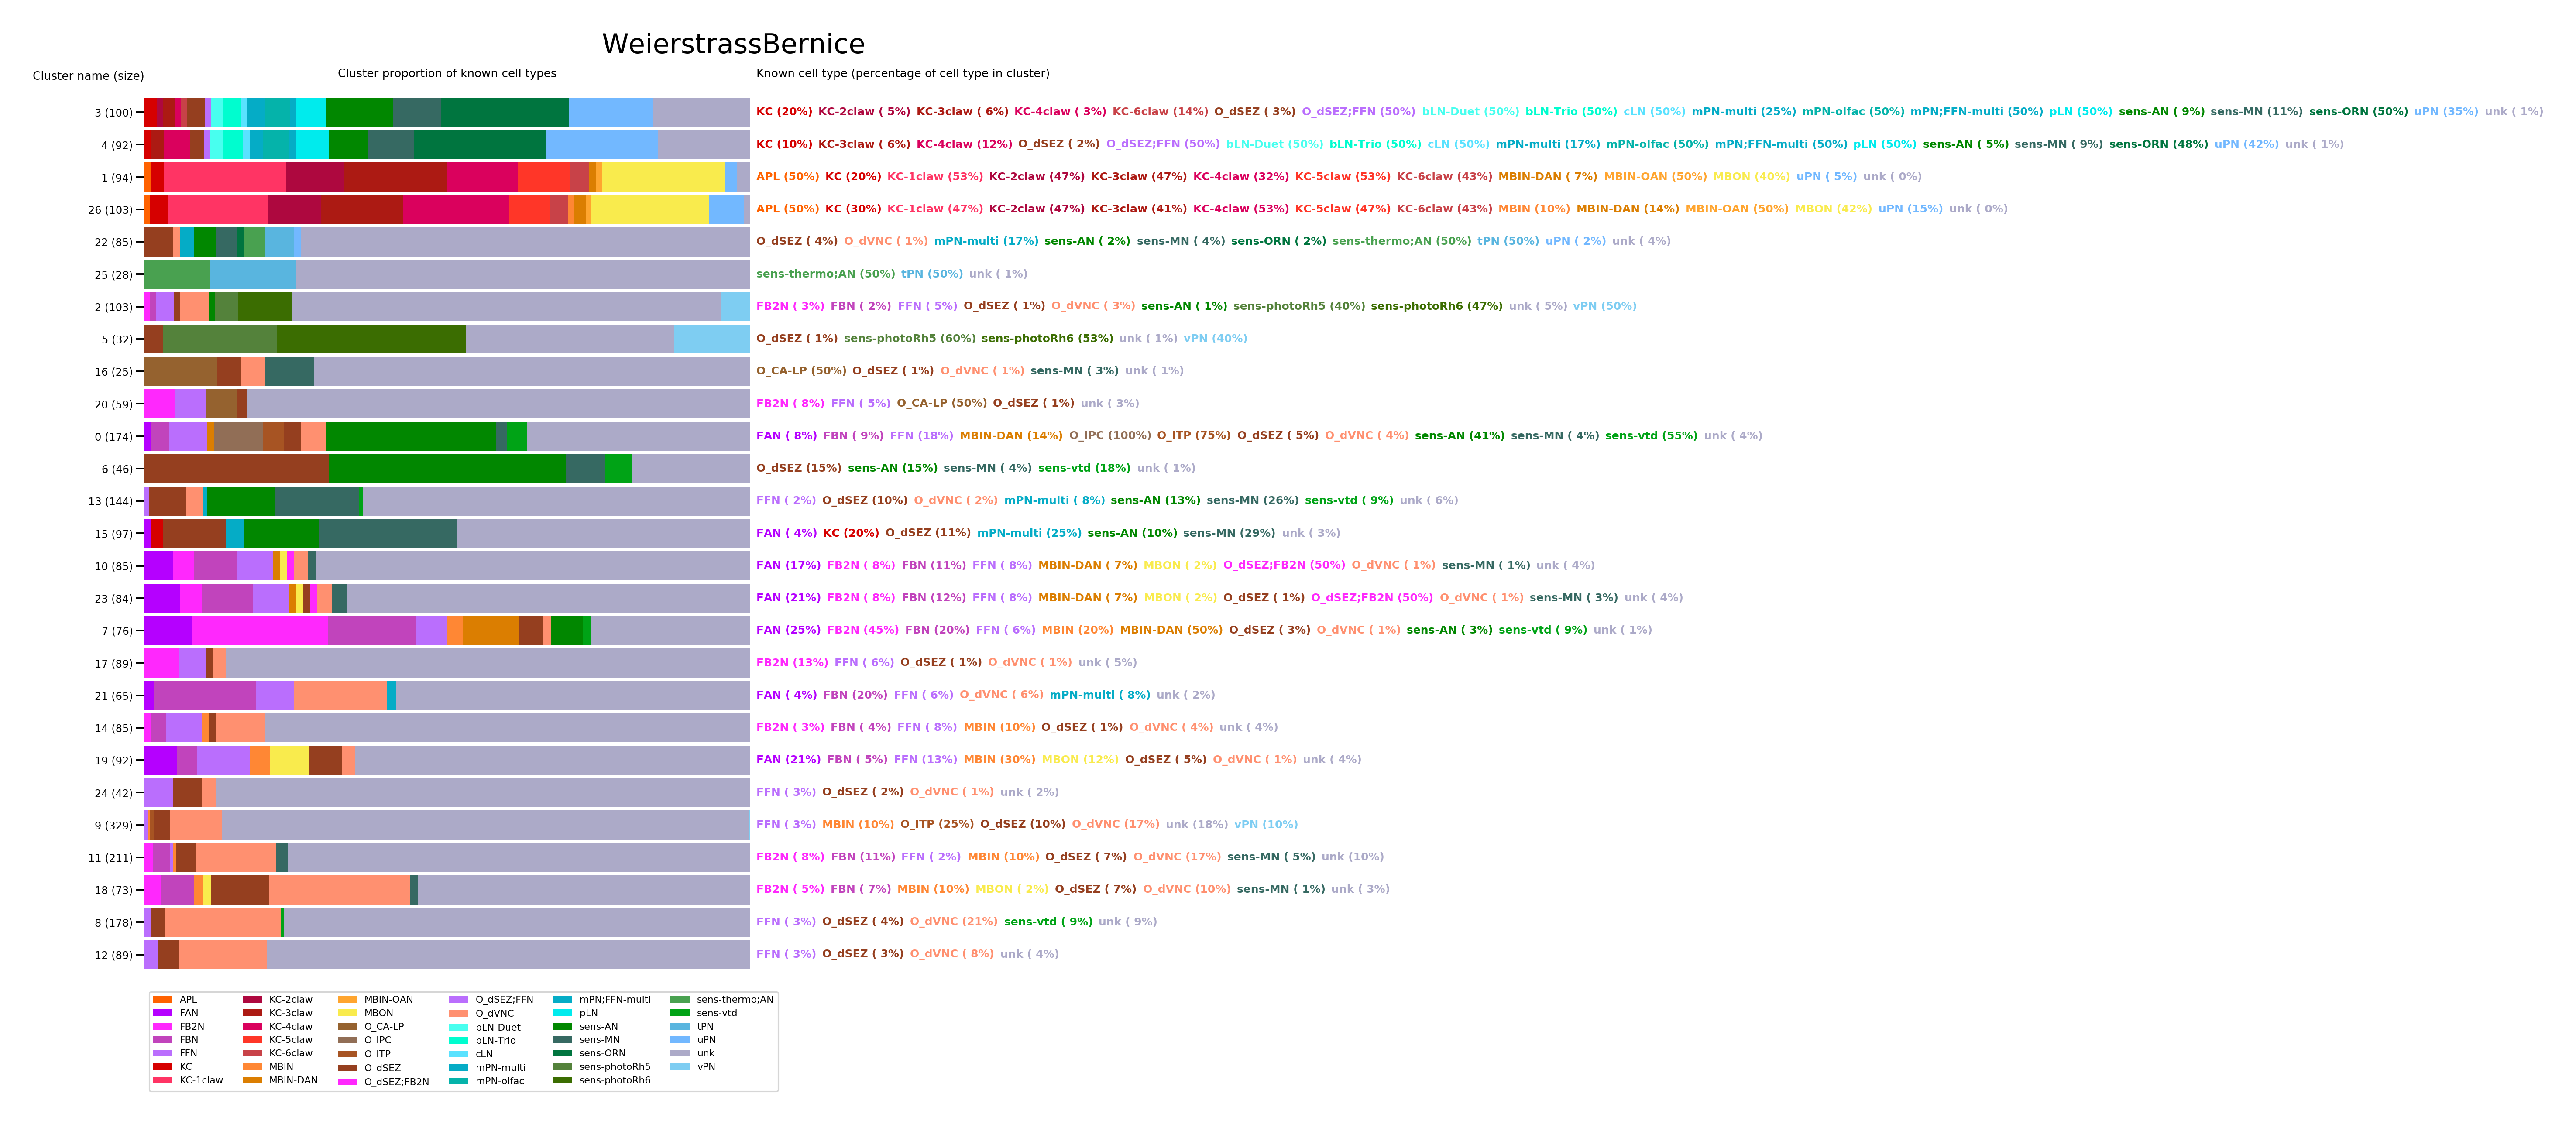 WeierstrassBernice
Cluster name (size) Cluster proportion of known cell types Known cell type (percentage of cell type in cluster)
3 (100) KC (20%) KC-2claw ( 5%) KC-3claw ( 6%) KC-4claw ( 3%) KC-6claw (14%) O_dSEZ ( 3%) O_dSEZ;FFN (50%) bLN-Duet (50%) bLN-Trio (50%) cLN (50%) mPN-multi (25%) mPN-olfac (50%) mPN;FFN-multi (50%) pLN (50%) sens-AN ( 9%) sens-MN (11%) sens-ORN (50%) uPN (35%) unk ( 1%)
4 (92) KC (10%) KC-3claw ( 6%) KC-4claw (12%) O_dSEZ ( 2%) O_dSEZ;FFN (50%) bLN-Duet (50%) bLN-Trio (50%) cLN (50%) mPN-multi (17%) mPN-olfac (50%) mPN;FFN-multi (50%) pLN (50%) sens-AN ( 5%) sens-MN ( 9%) sens-ORN (48%) uPN (42%) unk ( 1%)
1 (94) APL (50%) KC (20%) KC-1claw (53%) KC-2claw (47%) KC-3claw (47%) KC-4claw (32%) KC-5claw (53%) KC-6claw (43%) MBIN-DAN ( 7%) MBIN-OAN (50%) MBON (40%) uPN ( 5%) unk ( 0%)
26 (103) APL (50%) KC (30%) KC-1claw (47%) KC-2claw (47%) KC-3claw (41%) KC-4claw (53%) KC-5claw (47%) KC-6claw (43%) MBIN (10%) MBIN-DAN (14%) MBIN-OAN (50%) MBON (42%) uPN (15%) unk ( 0%)
22 (85) O_dSEZ ( 4%) O_dVNC ( 1%) mPN-multi (17%) sens-AN ( 2%) sens-MN ( 4%) sens-ORN ( 2%) sens-thermo;AN (50%) tPN (50%) uPN ( 2%) unk ( 4%)
25 (28) sens-thermo;AN (50%) tPN (50%) unk ( 1%)
2 (103) FB2N ( 3%) FBN ( 2%) FFN ( 5%) O_dSEZ ( 1%) O_dVNC ( 3%) sens-AN ( 1%) sens-photoRh5 (40%) sens-photoRh6 (47%) unk ( 5%) vPN (50%)
5 (32) O_dSEZ ( 1%) sens-photoRh5 (60%) sens-photoRh6 (53%) unk ( 1%) vPN (40%)
16 (25) O_CA-LP (50%) O_dSEZ ( 1%) O_dVNC ( 1%) sens-MN ( 3%) unk ( 1%)
20 (59) FB2N ( 8%) FFN ( 5%) O_CA-LP (50%) O_dSEZ ( 1%) unk ( 3%)
0 (174) FAN ( 8%) FBN ( 9%) FFN (18%) MBIN-DAN (14%) O_IPC (100%) O_ITP (75%) O_dSEZ ( 5%) O_dVNC ( 4%) sens-AN (41%) sens-MN ( 4%) sens-vtd (55%) unk ( 4%)
6 (46) O_dSEZ (15%) sens-AN (15%) sens-MN ( 4%) sens-vtd (18%) unk ( 1%)
13 (144) FFN ( 2%) O_dSEZ (10%) O_dVNC ( 2%) mPN-multi ( 8%) sens-AN (13%) sens-MN (26%) sens-vtd ( 9%) unk ( 6%)
15 (97) FAN ( 4%) KC (20%) O_dSEZ (11%) mPN-multi (25%) sens-AN (10%) sens-MN (29%) unk ( 3%)
10 (85) FAN (17%) FB2N ( 8%) FBN (11%) FFN ( 8%) MBIN-DAN ( 7%) MBON ( 2%) O_dSEZ;FB2N (50%) O_dVNC ( 1%) sens-MN ( 1%) unk ( 4%)
23 (84) FAN (21%) FB2N ( 8%) FBN (12%) FFN ( 8%) MBIN-DAN ( 7%) MBON ( 2%) O_dSEZ ( 1%) O_dSEZ;FB2N (50%) O_dVNC ( 1%) sens-MN ( 3%) unk ( 4%)
7 (76) FAN (25%) FB2N (45%) FBN (20%) FFN ( 6%) MBIN (20%) MBIN-DAN (50%) O_dSEZ ( 3%) O_dVNC ( 1%) sens-AN ( 3%) sens-vtd ( 9%) unk ( 1%)
17 (89) FB2N (13%) FFN ( 6%) O_dSEZ ( 1%) O_dVNC ( 1%) unk ( 5%)
21 (65) FAN ( 4%) FBN (20%) FFN ( 6%) O_dVNC ( 6%) mPN-multi ( 8%) unk ( 2%)
14 (85) FB2N ( 3%) FBN ( 4%) FFN ( 8%) MBIN (10%) O_dSEZ ( 1%) O_dVNC ( 4%) unk ( 4%)
19 (92) FAN (21%) FBN ( 5%) FFN (13%) MBIN (30%) MBON (12%) O_dSEZ ( 5%) O_dVNC ( 1%) unk ( 4%)
24 (42) FFN ( 3%) O_dSEZ ( 2%) O_dVNC ( 1%) unk ( 2%)
9 (329) FFN ( 3%) MBIN (10%) O_ITP (25%) O_dSEZ (10%) O_dVNC (17%) unk (18%) vPN (10%)
11 (211) FB2N ( 8%) FBN (11%) FFN ( 2%) MBIN (10%) O_dSEZ ( 7%) O_dVNC (17%) sens-MN ( 5%) unk (10%)
18 (73) FB2N ( 5%) FBN ( 7%) MBIN (10%) MBON ( 2%) O_dSEZ ( 7%) O_dVNC (10%) sens-MN ( 1%) unk ( 3%)
8 (178) FFN ( 3%) O_dSEZ ( 4%) O_dVNC (21%) sens-vtd ( 9%) unk ( 9%)
12 (89) FFN ( 3%) O_dSEZ ( 3%) O_dVNC ( 8%) unk ( 4%)
APL KC-2claw MBIN-OAN O_dSEZ;FFN mPN;FFN-multi sens-thermo;AN
FAN KC-3claw MBON O_dVNC pLN sens-vtd
FB2N KC-4claw O_CA-LP bLN-Duet sens-AN tPN
FBN KC-5claw O_IPC bLN-Trio sens-MN uPN
FFN KC-6claw O_ITP cLN sens-ORN unk
KC MBIN O_dSEZ mPN-multi sens-photoRh5 vPN
KC-1claw MBIN-DAN O_dSEZ;FB2N mPN-olfac sens-photoRh6